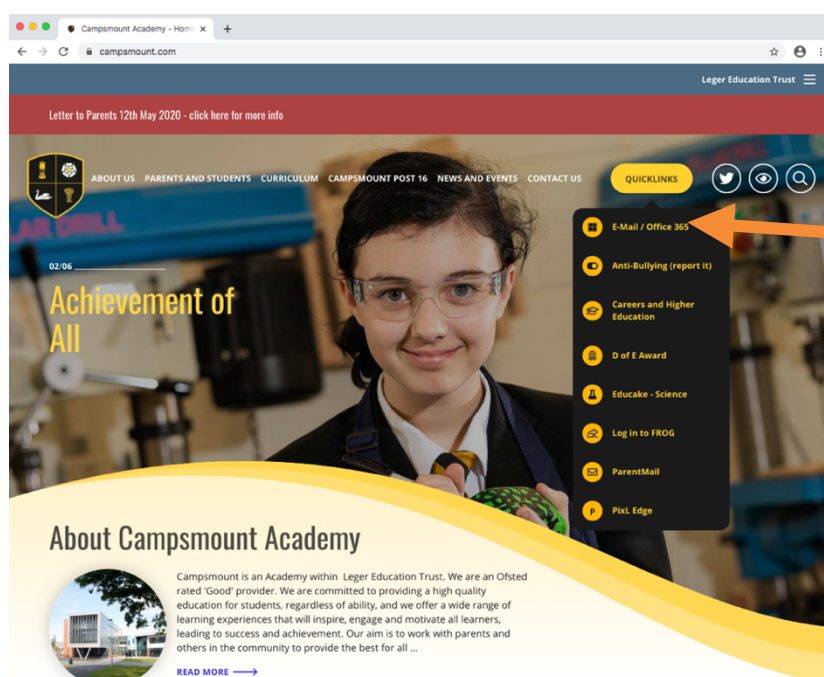 Campsmount Academy - Home
campsmount.com
Leger Education Trust
Letter to Parents 12th May 2020 - click here for more info
ABOUT US PARENTS AND STUDENTS CURRICULUM CAMPSMOUNT POST 16 NEWS AND EVENTS CONTACT US QUICKLINKS
E-Mail / Office 365
Anti-Bullying (report it)
Careers and Higher
Education
D of E Award
Educake - Science
Log in to FROG
ParentMail
P PixL Edge
LAR DRILL
02/06
Achievement of
All
About Campsmount Academy
Campsmount is an Academy within Leger Education Trust. We are an Ofsted
rated 'Good' provider. We are committed to providing a high quality
education for students, regardless of ability, and we offer a wide range of
learning experiences that will inspire, engage and motivate all learners,
leading to success and achievement. Our aim is to work with parents and
others in the community to provide the best for all ...
READ MORE